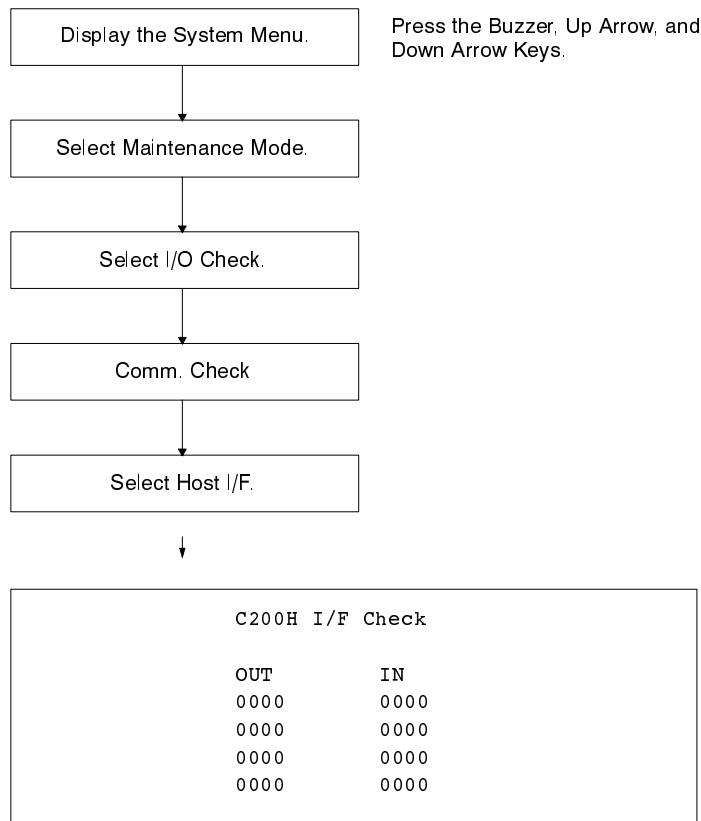 Display the System Menu.
Press the Buzzer, Up Arrow, and
Down Arrow Keys.
Select Maintenance Mode.
Select I/O Check.
Comm. Check
Select Host I/F.
C200H I/F Check
OUT IN
0000 0000
0000 0000
0000 0000
0000 0000